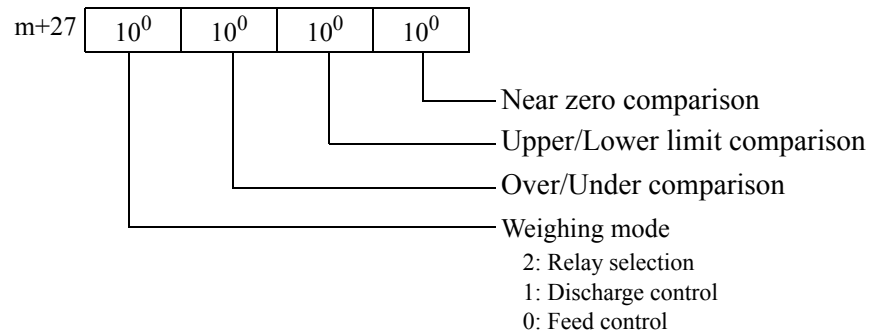 m+27 10⁰ 10⁰ 10⁰ 10⁰
Near zero comparison
Upper/Lower limit comparison
Over/Under comparison
Weighing mode
2: Relay selection
1: Discharge control
0: Feed control